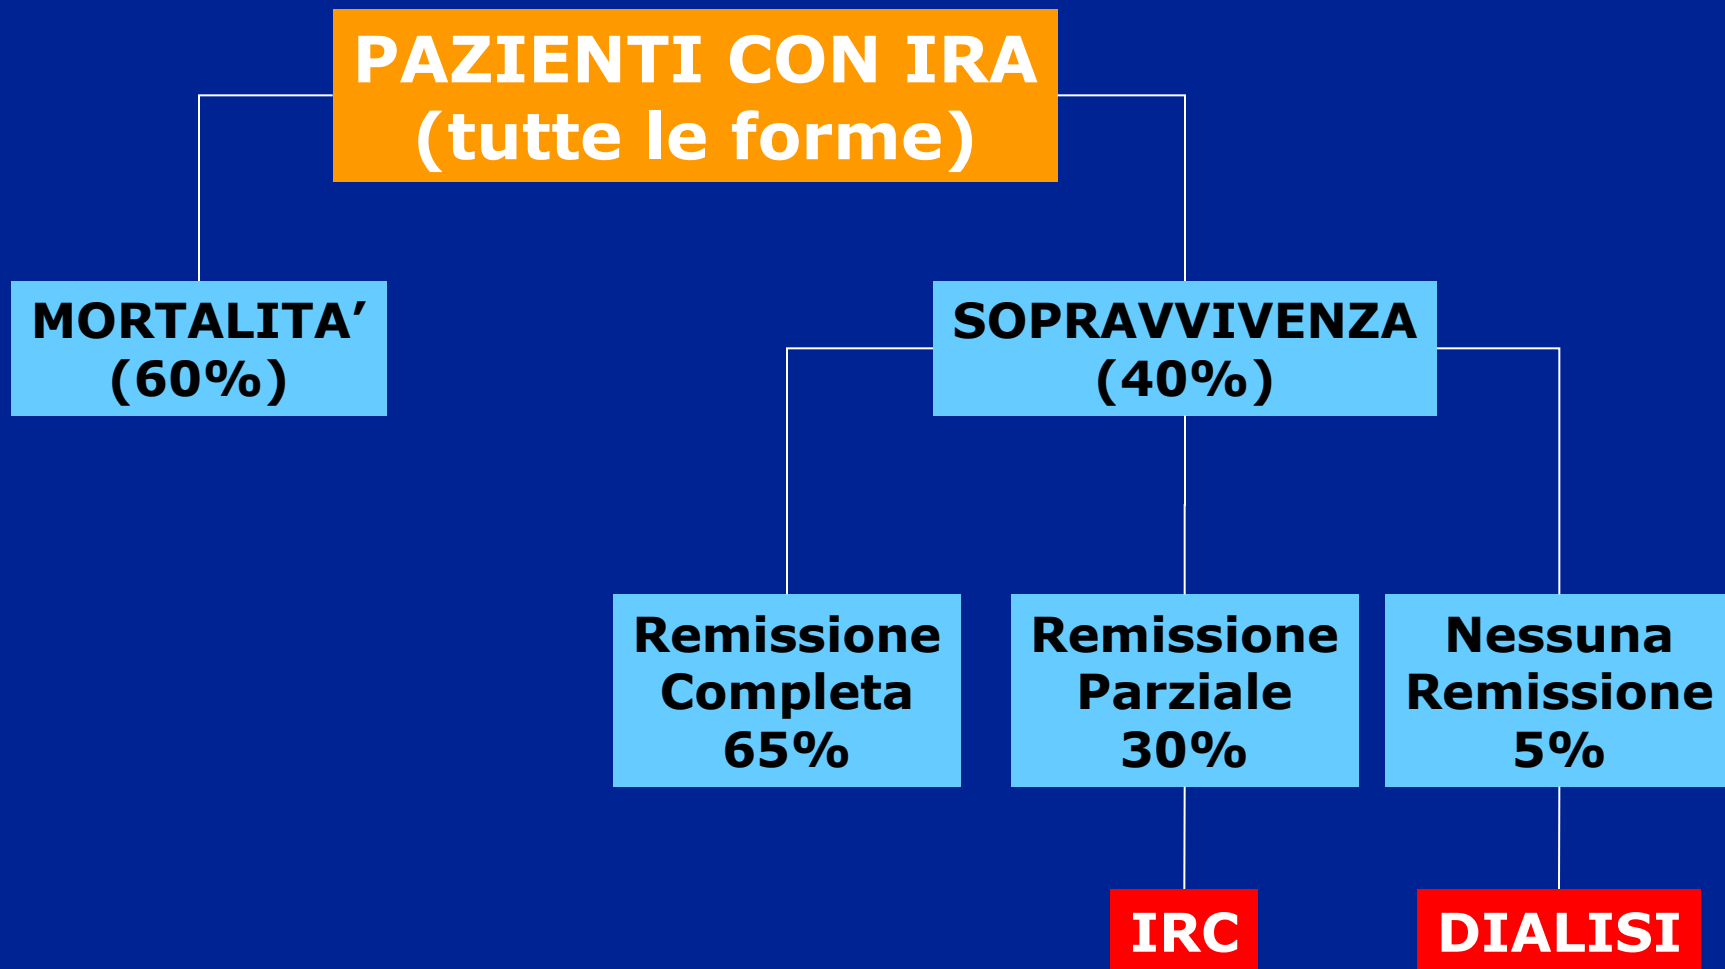 PAZIENTI CON IRA
(tutte le forme)
MORTALITA’
(60%)
SOPRAVVIVENZA
(40%)
Remissione
Completa
65%
Remissione
Parziale
30%
Nessuna
Remissione
5%
IRC
DIALISI